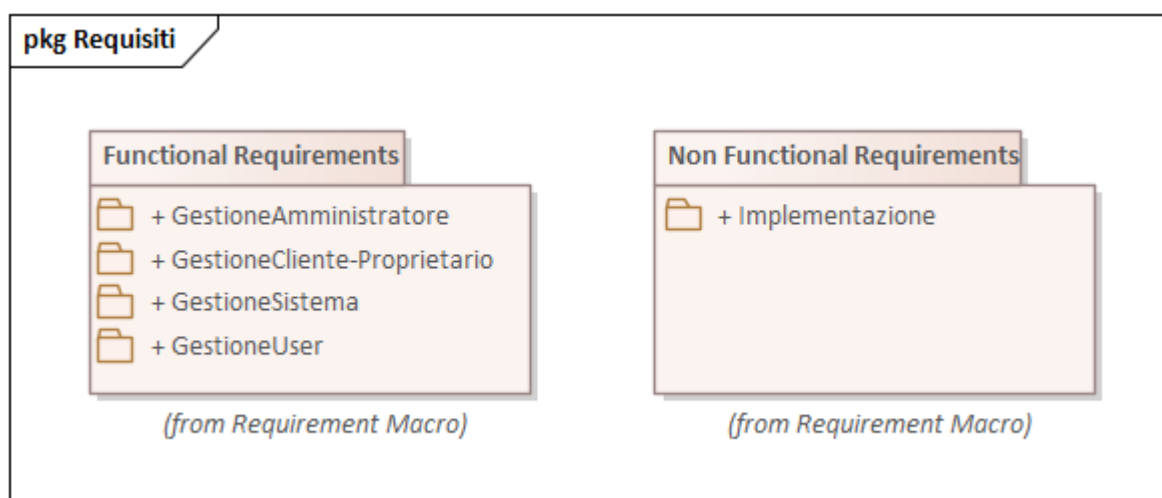 pkg Requisiti
Functional Requirements
+ GestioneAmministratore
+ GestioneCliente-Proprietario
+ GestioneSistema
+ GestioneUser
(from Requirement Macro)
Non Functional Requirements
+ Implementazione
(from Requirement Macro)